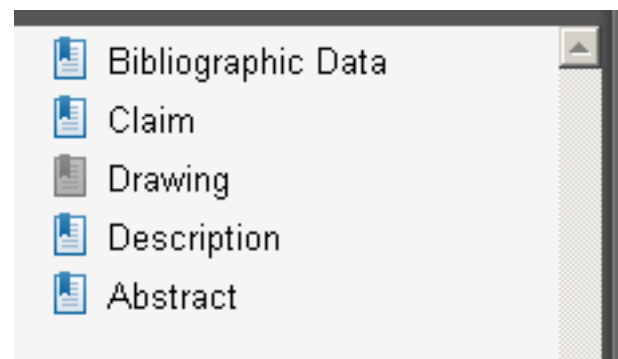 Bibliographic Data
Claim
Drawing
Description
Abstract